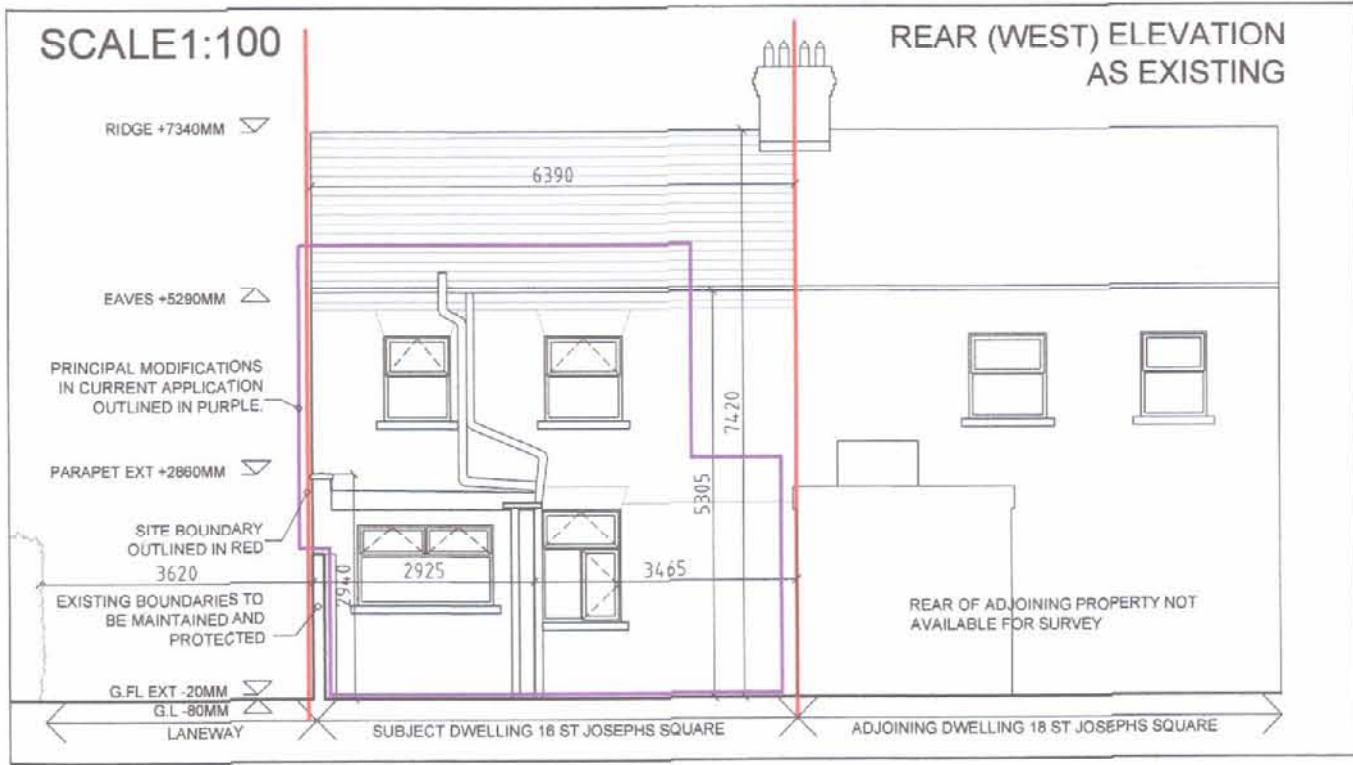 SCALE1:100
REAR (WEST) ELEVATION
AS EXISTING
RIDGE +7340MM
6390
EAVES +5290MM
PRINCIPAL MODIFICATIONS
IN CURRENT APPLICATION
OUTLINED IN PURPLE.
7420
PARAPET EXT +2860MM
5305
SITE BOUNDARY
OUTLINED IN RED
3620
2940
2925
3465
EXISTING BOUNDARIES TO
BE MAINTAINED AND
PROTECTED
REAR OF ADJOINING PROPERTY NOT
AVAILABLE FOR SURVEY
G.FL EXT -20MM
G.L -80MM
LANEWAY
SUBJECT DWELLING 16 ST JOSEPHS SQUARE
ADJOINING DWELLING 18 ST JOSEPHS SQUARE